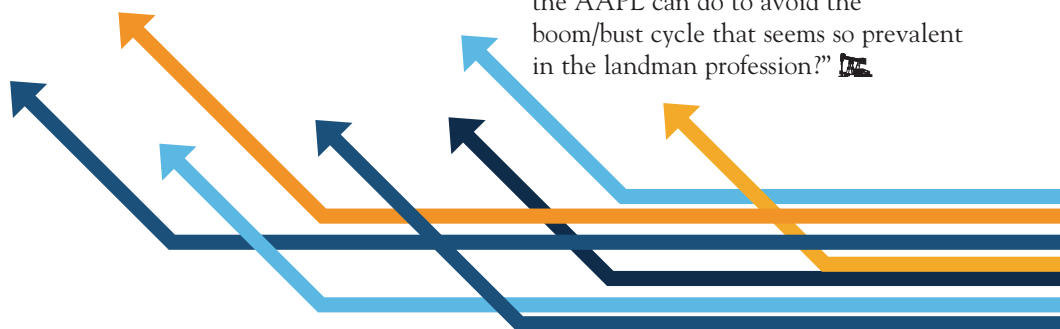 the AAPL can do to avoid the
boom/bust cycle that seems so prevalent
in the landman profession?”